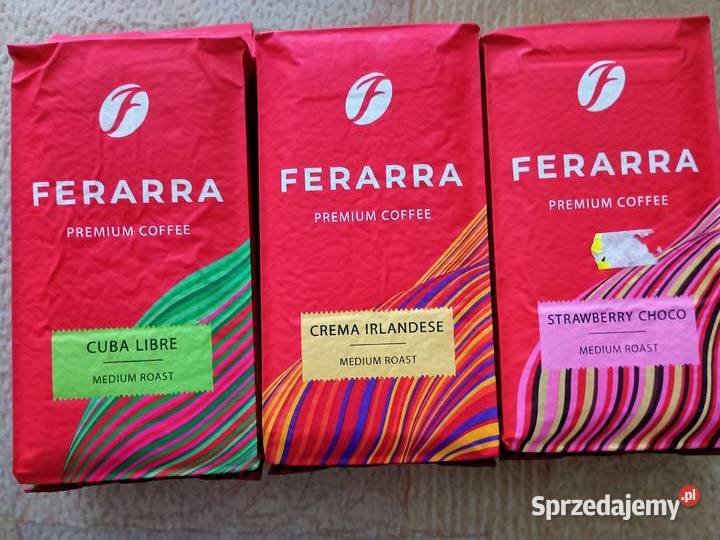 FERARRA
PREMIUM COFFEE
CUBA LIBRE
MEDIUM ROAST
FERARRA
PREMIUM COFFEE
CREMA IRLANDESE
MEDIUM ROAST
FERARRA
PREMIUM COFFEE
STRAWBERRY CHOCO
MEDIUM ROAST
Sprzedajemy.pl